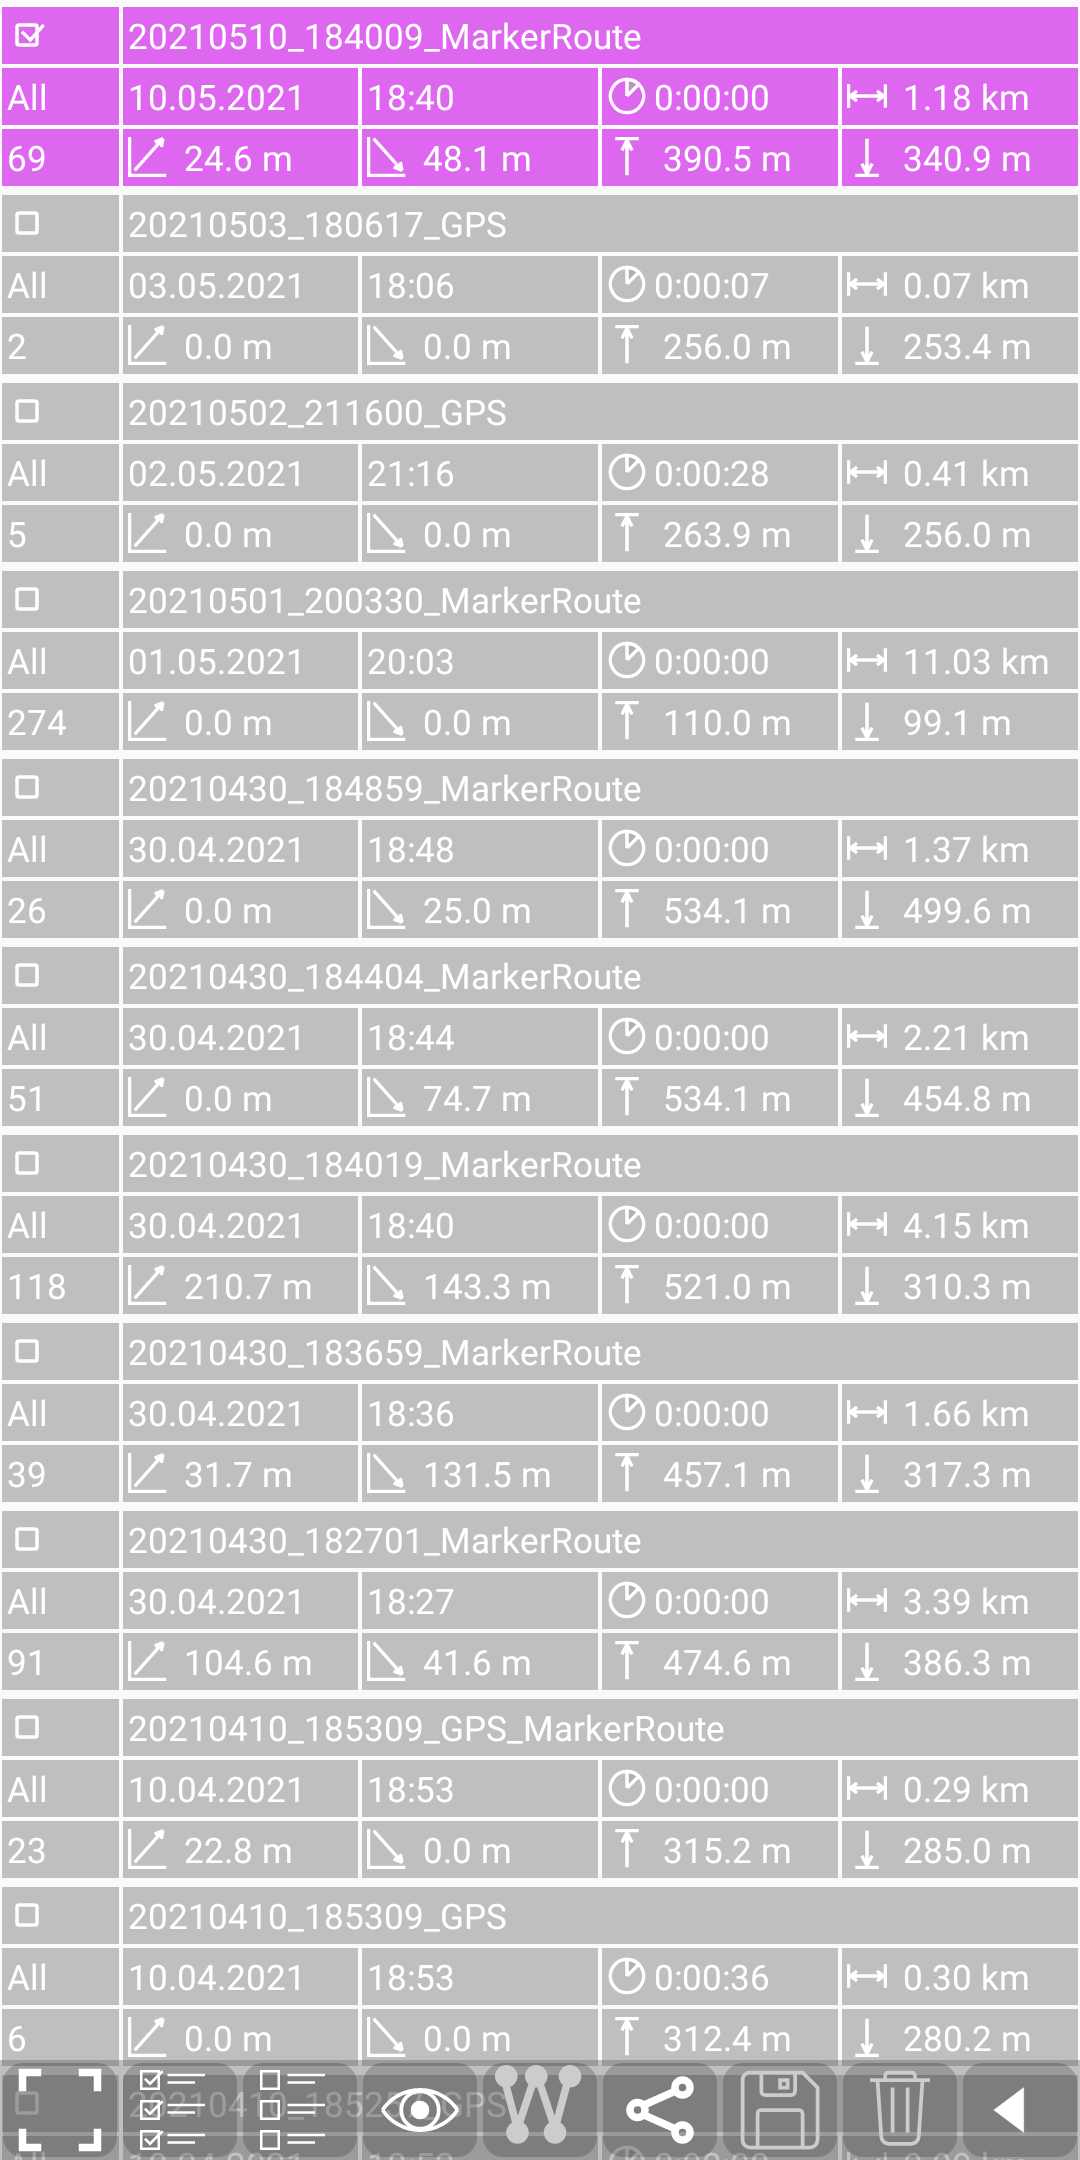 20210510_184009_MarkerRoute
All 10.05.2021 18:40 0:00:00 1.18 km
69 24.6 m 48.1 m 390.5 m 340.9 m
20210503_180617_GPS
All 03.05.2021 18:06 0:00:07 0.07 km
2 0.0 m 0.0 m 256.0 m 253.4 m
20210502_211600_GPS
All 02.05.2021 21:16 0:00:28 0.41 km
5 0.0 m 0.0 m 263.9 m 256.0 m
20210501_200330_MarkerRoute
All 01.05.2021 20:03 0:00:00 11.03 km
274 0.0 m 0.0 m 110.0 m 99.1 m
20210430_184859_MarkerRoute
All 30.04.2021 18:48 0:00:00 1.37 km
26 0.0 m 25.0 m 534.1 m 499.6 m
20210430_184404_MarkerRoute
All 30.04.2021 18:44 0:00:00 2.21 km
51 0.0 m 74.7 m 534.1 m 454.8 m
20210430_184019_MarkerRoute
All 30.04.2021 18:40 0:00:00 4.15 km
118 210.7 m 143.3 m 521.0 m 310.3 m
20210430_183659_MarkerRoute
All 30.04.2021 18:36 0:00:00 1.66 km
39 31.7 m 131.5 m 457.1 m 317.3 m
20210430_182701_MarkerRoute
All 30.04.2021 18:27 0:00:00 3.39 km
91 104.6 m 41.6 m 474.6 m 386.3 m
20210410_185309_GPS_MarkerRoute
All 10.04.2021 18:53 0:00:00 0.29 km
23 22.8 m 0.0 m 315.2 m 285.0 m
20210410_185309_GPS
All 10.04.2021 18:53 0:00:36 0.30 km
6 0.0 m 0.0 m 312.4 m 280.2 m